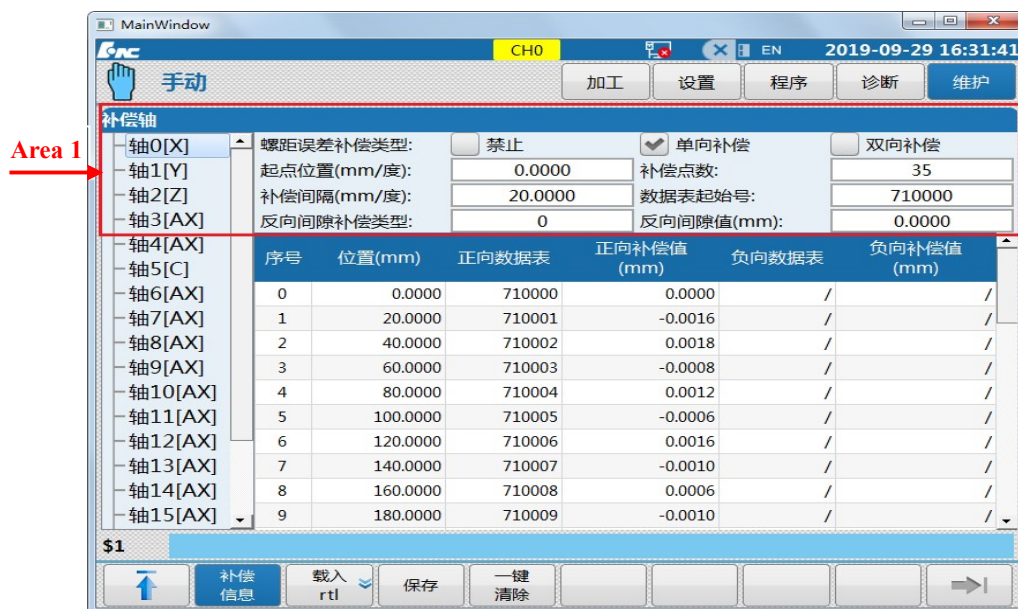 MainWindow
CH0 EN 2019-09-29 16:31:41
手动 加工 设置 程序 诊断 维护
补偿轴
Area 1
轴0[X] 螺距误差补偿类型: 禁止 单向补偿 双向补偿
轴1[Y] 起点位置(mm/度): 0.0000 补偿点数: 35
轴2[Z] 补偿间隔(mm/度): 20.0000 数据表起始号: 710000
轴3[AX] 反向间隙补偿类型: 0 反向间隙值(mm): 0.0000
轴4[AX]
轴5[C]
序号 位置(mm) 正向数据表 正向补偿值(mm) 负向数据表 负向补偿值(mm)
轴6[AX] 0 0.0000 710000 0.0000 / /
轴7[AX] 1 20.0000 710001 -0.0016 / /
轴8[AX] 2 40.0000 710002 0.0018 / /
轴9[AX] 3 60.0000 710003 -0.0008 / /
轴10[AX] 4 80.0000 710004 0.0012 / /
轴11[AX] 5 100.0000 710005 -0.0006 / /
轴12[AX] 6 120.0000 710006 0.0016 / /
轴13[AX] 7 140.0000 710007 -0.0010 / /
轴14[AX] 8 160.0000 710008 0.0006 / /
轴15[AX] 9 180.0000 710009 -0.0010 / /
$1
补偿信息 载入rtl 保存 一键清除